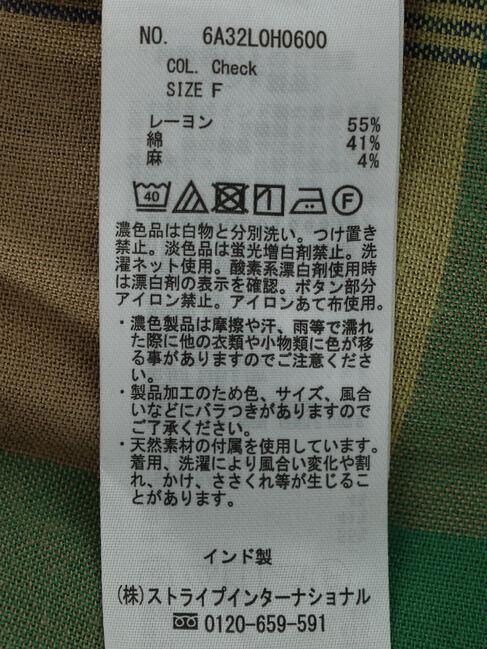 NO. 6A32L0H0600
COL. Check
SIZE F
レーヨン 55%
綿 41%
麻 4%
40 F
濃色品は白物と分別洗い。つけ置き
禁止。淡色品は蛍光増白剤禁止。洗
濯ネット使用。酸素系漂白剤使用時
は漂白剤の表示を確認。ボタン部分
アイロン禁止。アイロンあて布使用。
・濃色製品は摩擦や汗、雨等で濡れ
た際に他の衣類や小物類に色が移
る事がありますのでご注意くださ
い。
・製品加工のため色、サイズ、風合
いなどにバラつきがありますので
ご了承ください。
・天然素材の付属を使用しています。
着用、洗濯により風合い変化や割
れ、かけ、ささくれ等が生じるこ
とがあります。
インド製
(株)ストライプインターナショナル
0120-659-591